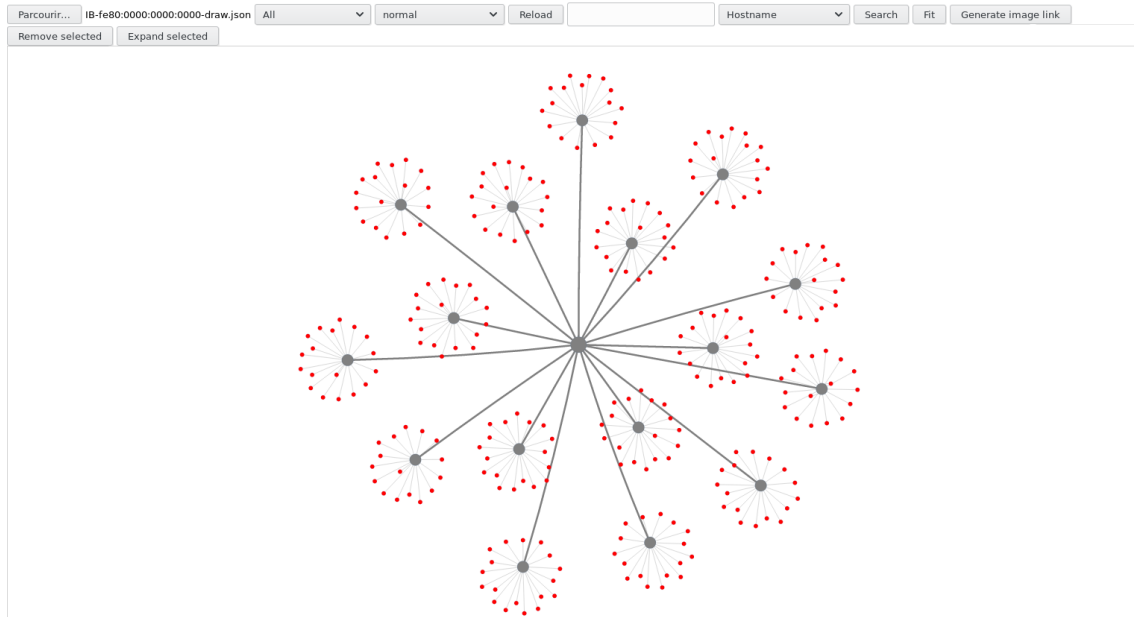 Parcourir... IB-fe80:0000:0000:0000-draw.json All normal Reload Hostname Search Fit Generate image link
Remove selected Expand selected